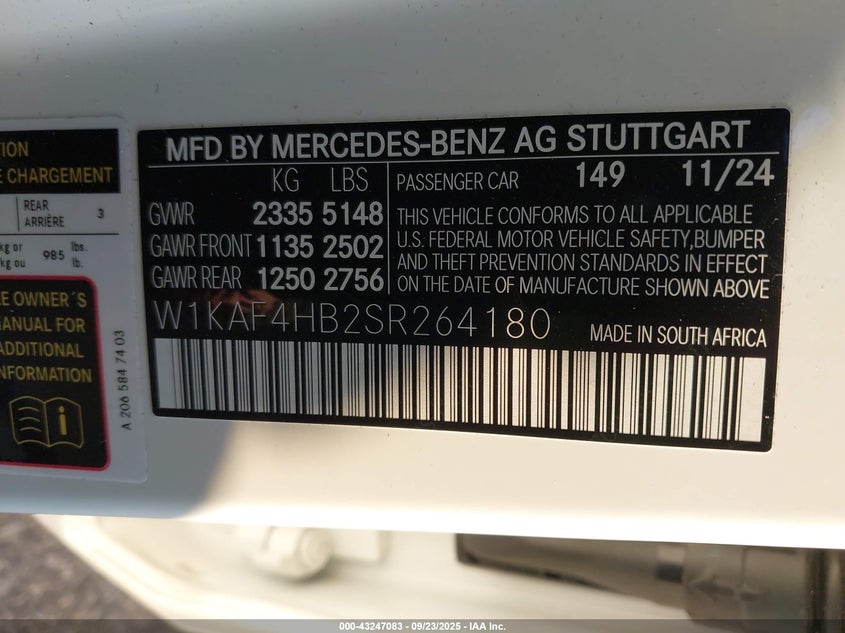 TION
E CHARGEMENT
REAR
ARRIÈRE 3
kg or
kg ou 985 lbs.
lb.
LE OWNER´S
MANUAL FOR
ADDITIONAL
INFORMATION
A 206 584 74 03
MFD BY MERCEDES-BENZ AG STUTTGART
KG LBS
GVWR 2335 5148
GAWR FRONT 1135 2502
GAWR REAR 1250 2756
PASSENGER CAR 149 11/24
THIS VEHICLE CONFORMS TO ALL APPLICABLE
U.S. FEDERAL MOTOR VEHICLE SAFETY,BUMPER
AND THEFT PREVENTION STANDARDS IN EFFECT
ON THE DATE OF MANUFACTURE SHOWN ABOVE
W1KAF4HB2SR264180
MADE IN SOUTH AFRICA
000-43247083 - 09/23/2025 - IAA Inc.